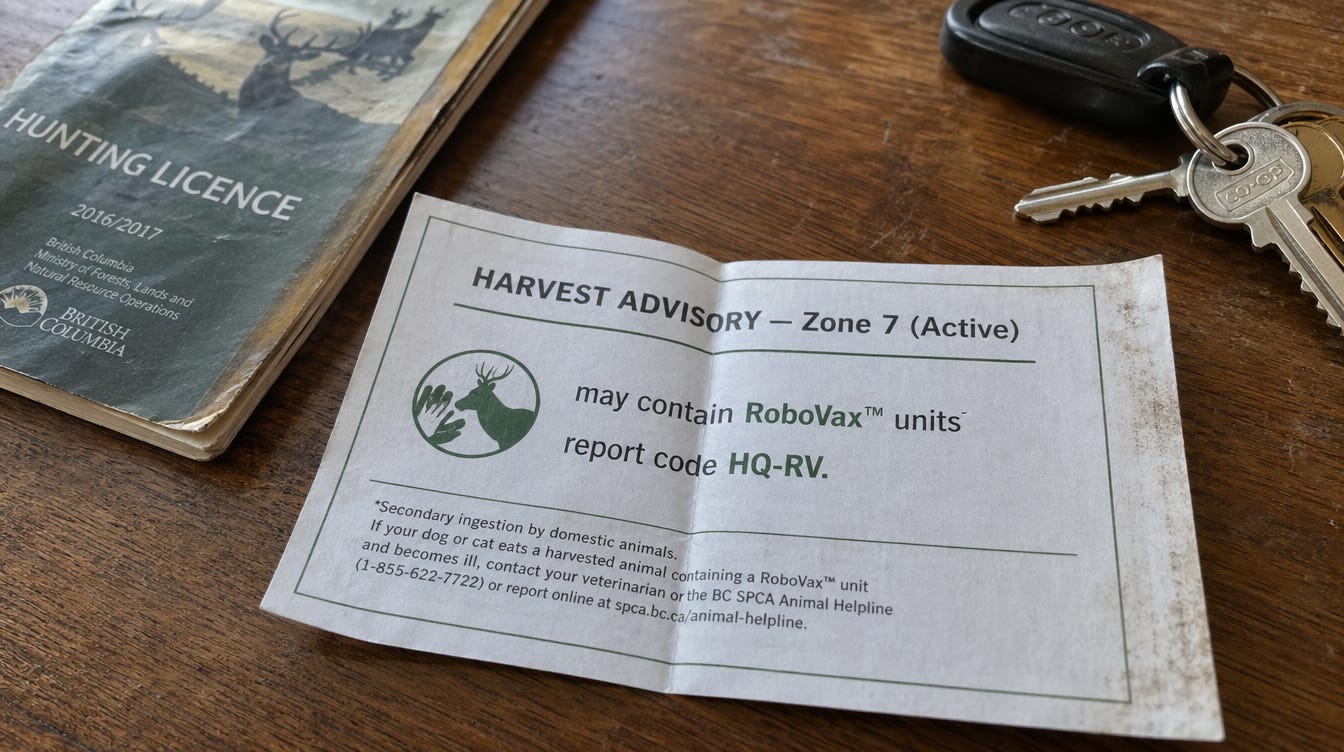 HUNTING LICENCE
2016/2017
British Columbia
Ministry of Forests, Lands and
Natural Resource Operations
BRITISH
COLUMBIA
HARVEST ADVISORY — Zone 7 (Active)
may contain RoboVax™ units
report code HQ-RV.
*Secondary ingestion by domestic animals.
If your dog or cat eats a harvested animal containing a RoboVax™ unit
and becomes ill, contact your veterinarian or the BC SPCA Animal Helpline
(1-855-622-7722) or report online at spca.bc.ca/animal-helpline.
CO-OP